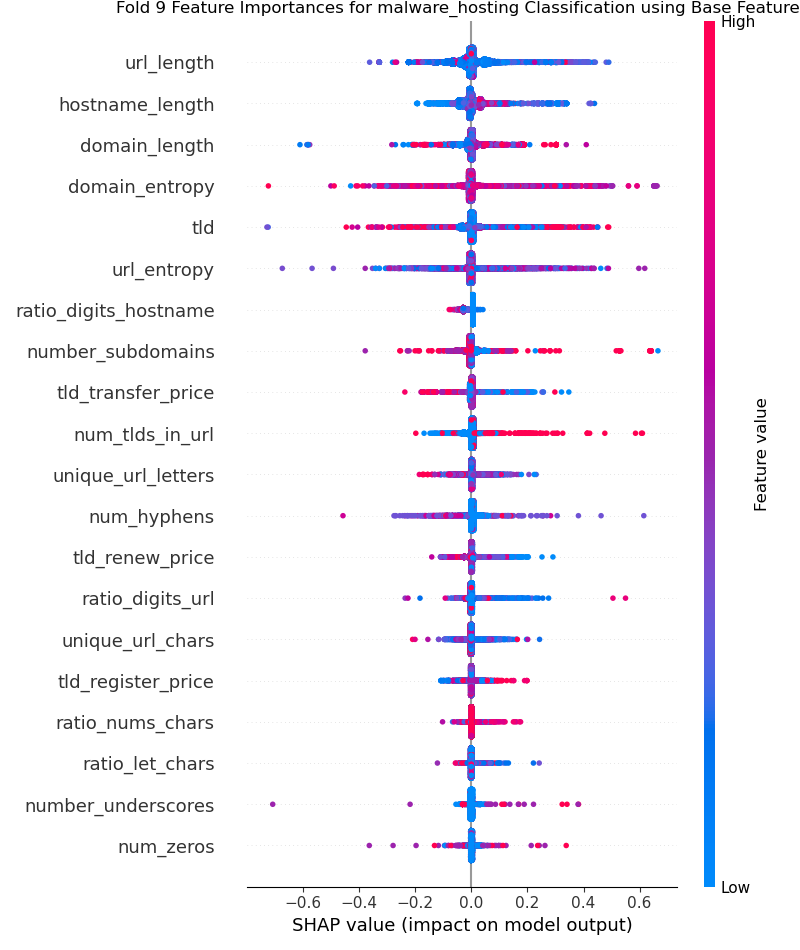 Fold 9 Feature Importances for malware_hosting Classification using Base Feature
High
url_length
hostname_length
domain_length
domain_entropy
tld
url_entropy
ratio_digits_hostname
number_subdomains
tld_transfer_price
num_tlds_in_url
unique_url_letters
num_hyphens
tld_renew_price
ratio_digits_url
unique_url_chars
tld_register_price
ratio_nums_chars
ratio_let_chars
number_underscores
num_zeros
Feature value
Low
−0.6 −0.4 −0.2 0.0 0.2 0.4 0.6
SHAP value (impact on model output)